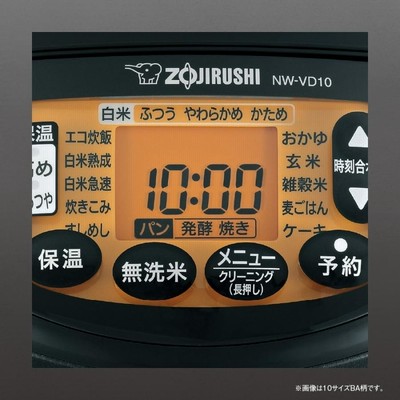 ZOJIRUSHI
NW-VD10
白米 ふつう やわらかめ かため
保温
エコ炊飯
白米熟成
白米急速
炊きこみ
すしめし
10:00
パン 発酵 焼き
おかゆ
玄米
雑穀米
麦ごはん
ケーキ
時刻合わ
保温
無洗米
メニュー
クリーニング
(長押し)
予約
※画像は10サイズBA柄です。